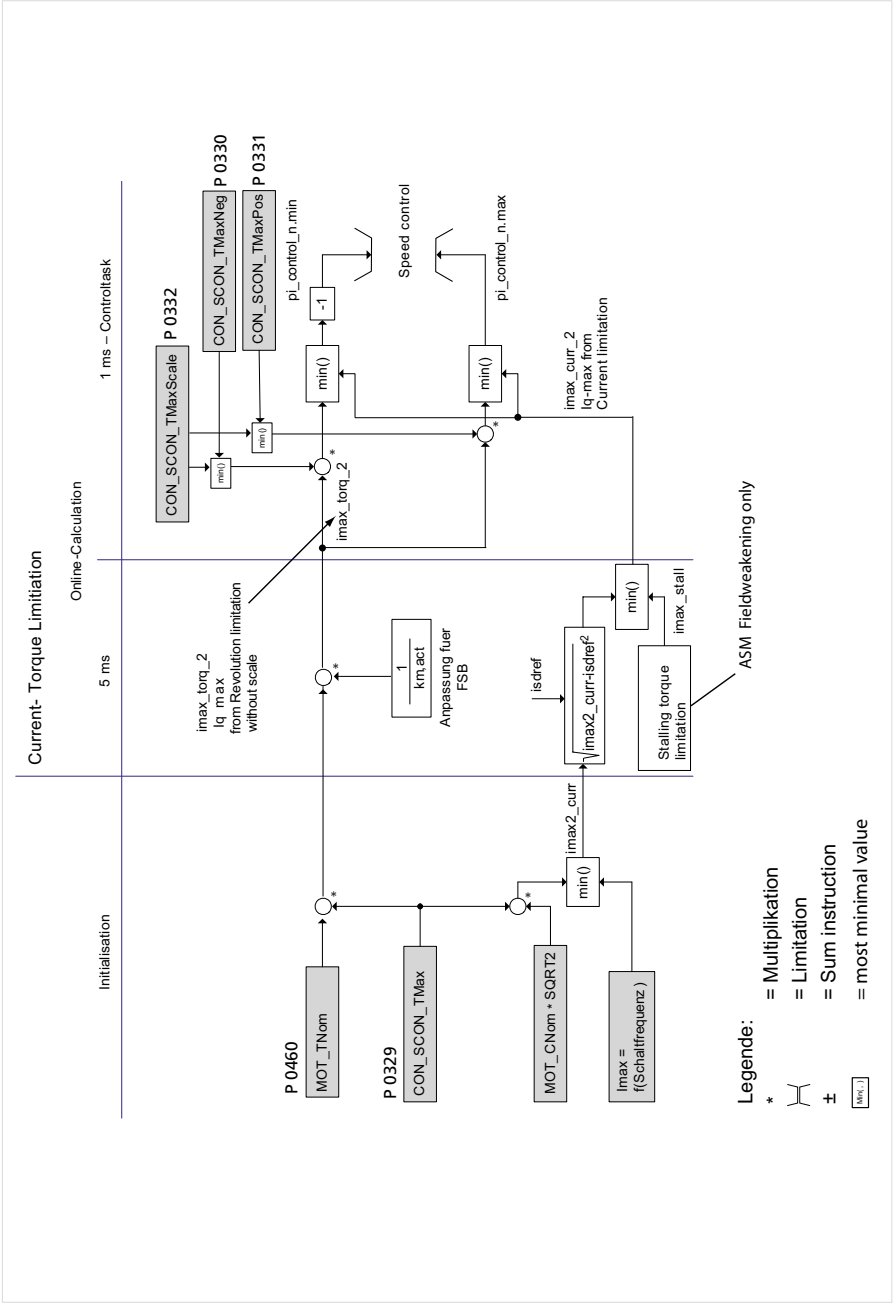 Current- Torque Limitiation
Initialisation
Online-Calculation
5 ms
1 ms – Controltask
P 0332
CON_SCON_TMaxScale
CON_SCON_TMaxNeg
P 0330
CON_SCON_TMaxPos
P 0331
min()
min()
imax_torq_2
Iq max
from Revolution limitation
without scale
P 0460
MOT_TNom
*
*
imax_torq_2
*
min()
-1
pi_control_n.min
Speed control
P 0329
CON_SCON_TMax
1
km,act
Anpassung fuer
FSB
*
min()
pi_control_n.max
MOT_CNom * SQRT2
*
min()
imax2_curr
isdref
√imax2_curr-isdref²
min()
imax_curr_2
Iq-max from
Current limitation
Imax =
f(Schaltfrequenz )
Stalling torque
limitation
imax_stall
ASM Fieldweakening only
Legende:
* = Multiplikation
= Limitation
± = Sum instruction
Min( . ) = most minimal value